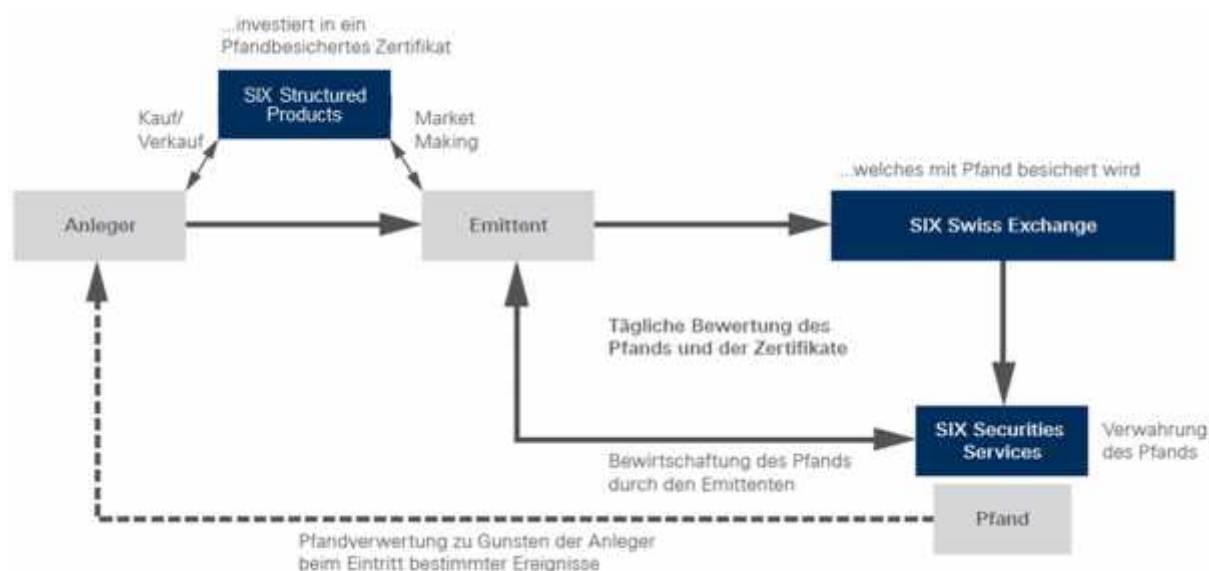 ...investiert in ein
Pfandbesichertes Zertifikat
SIX Structured
Products
Kauf/
Verkauf
Market
Making
...welches mit Pfand besichert wird
Anleger
Emittent
SIX Swiss Exchange
Tägliche Bewertung des
Pfands und der Zertifikate
SIX Securities
Services
Verwahrung
des Pfands
Bewirtschaftung des Pfands
durch den Emittenten
Pfand
Pfandverwertung zu Gunsten der Anleger
beim Eintritt bestimmter Ereignisse